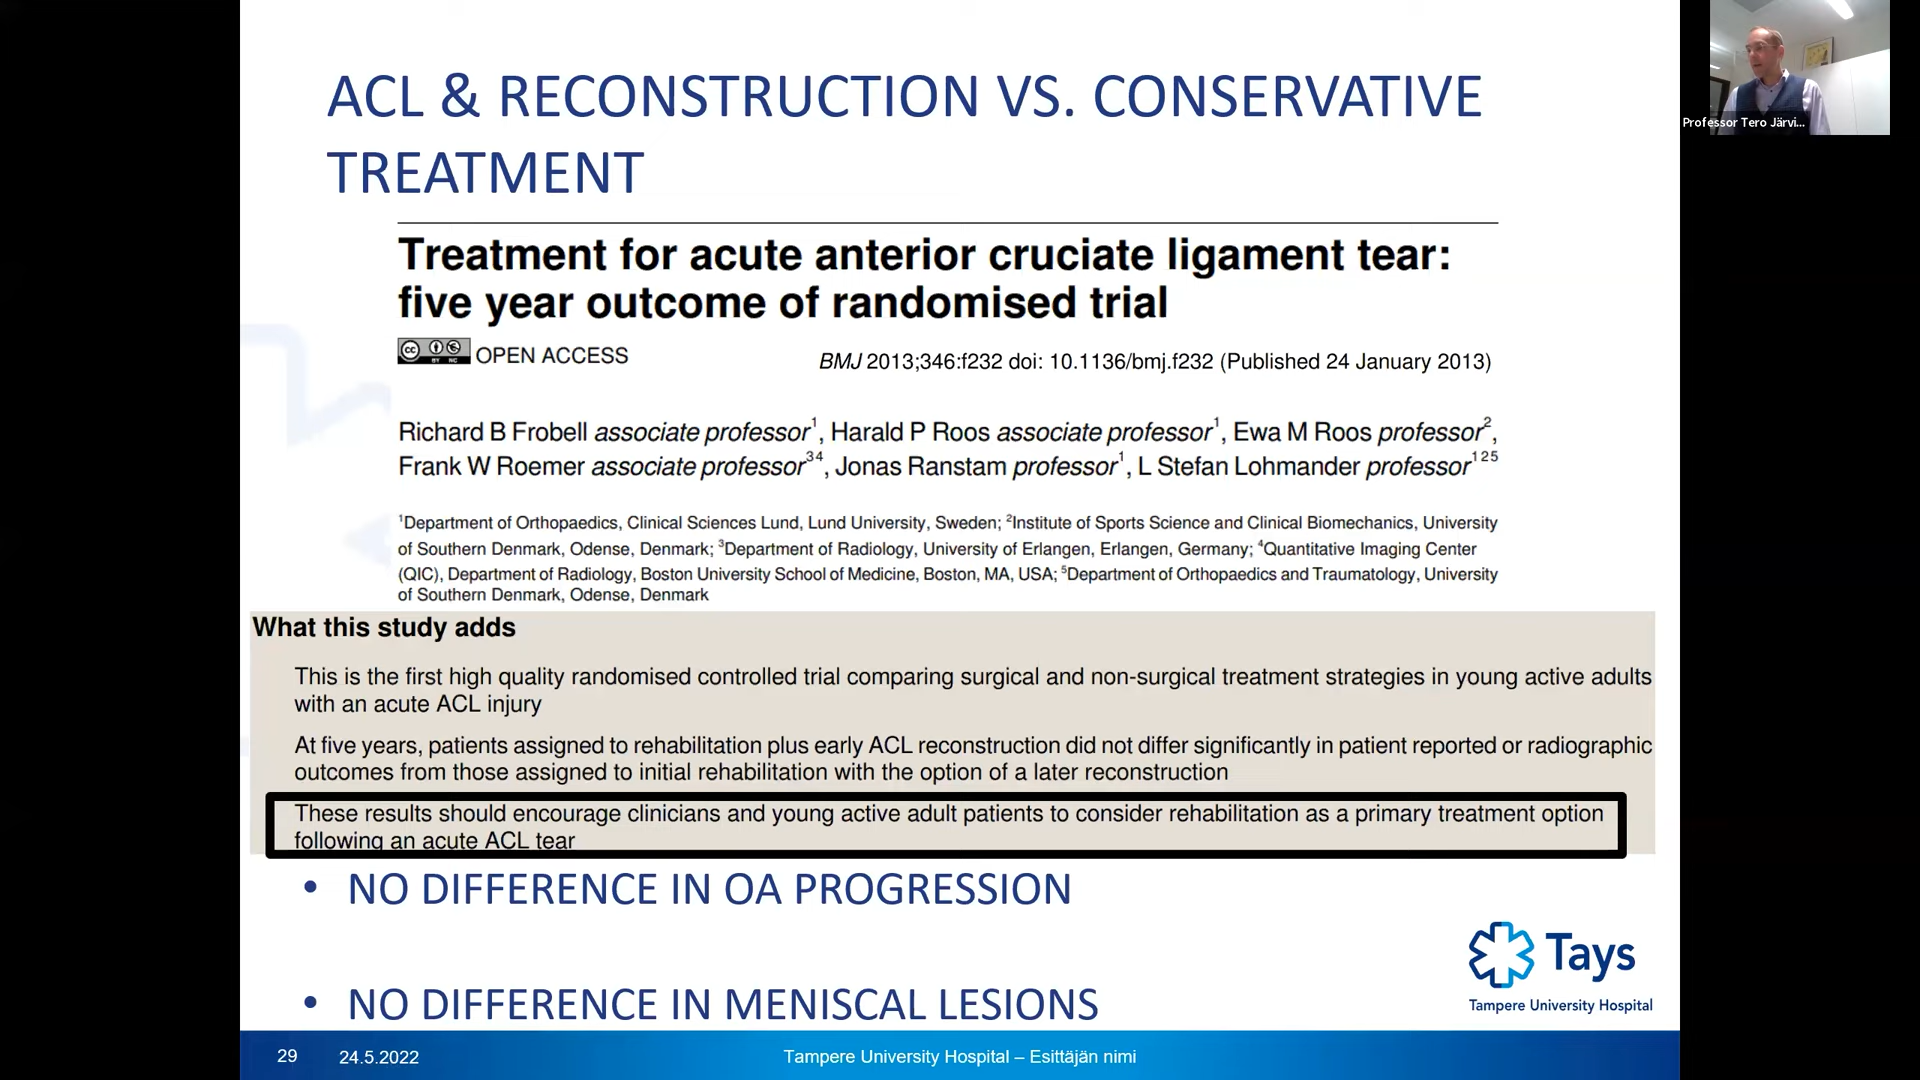 ACL & RECONSTRUCTION VS. CONSERVATIVE
TREATMENT
Professor Tero Järvi...
Treatment for acute anterior cruciate ligament tear:
five year outcome of randomised trial
cc BY NC OPEN ACCESS
BMJ 2013;346:f232 doi: 10.1136/bmj.f232 (Published 24 January 2013)
Richard B Frobell associate professor¹, Harald P Roos associate professor¹, Ewa M Roos professor²,
Frank W Roemer associate professor³ ⁴, Jonas Ranstam professor¹, L Stefan Lohmander professor¹ ² ⁵
¹Department of Orthopaedics, Clinical Sciences Lund, Lund University, Sweden; ²Institute of Sports Science and Clinical Biomechanics, University
of Southern Denmark, Odense, Denmark; ³Department of Radiology, University of Erlangen, Erlangen, Germany; ⁴Quantitative Imaging Center
(QIC), Department of Radiology, Boston University School of Medicine, Boston, MA, USA; ⁵Department of Orthopaedics and Traumatology, University
of Southern Denmark, Odense, Denmark
What this study adds
This is the first high quality randomised controlled trial comparing surgical and non-surgical treatment strategies in young active adults
with an acute ACL injury
At five years, patients assigned to rehabilitation plus early ACL reconstruction did not differ significantly in patient reported or radiographic
outcomes from those assigned to initial rehabilitation with the option of a later reconstruction
These results should encourage clinicians and young active adult patients to consider rehabilitation as a primary treatment option
following an acute ACL tear
• NO DIFFERENCE IN OA PROGRESSION
• NO DIFFERENCE IN MENISCAL LESIONS
Tays
Tampere University Hospital
29 24.5.2022 Tampere University Hospital – Esittäjän nimi